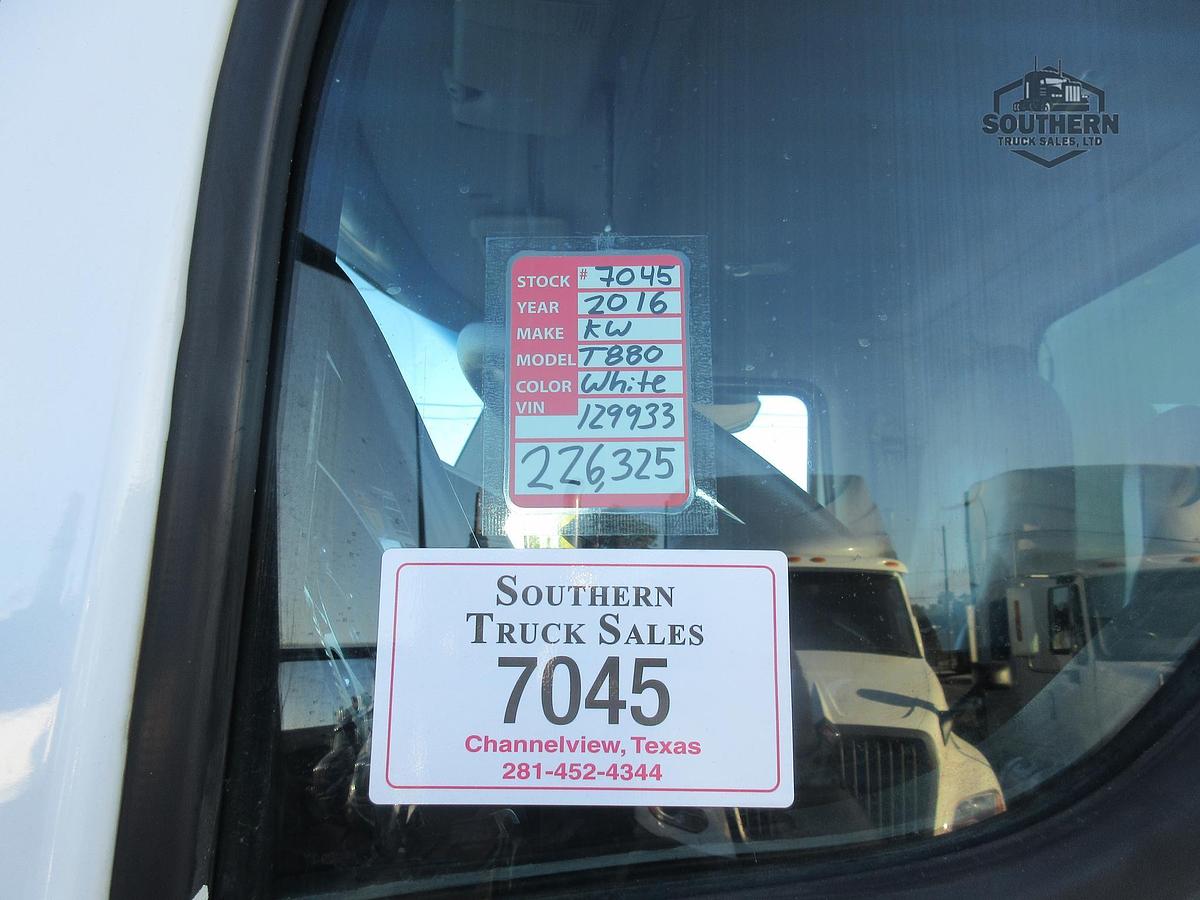 SOUTHERN
TRUCK SALES, LTD
STOCK # 7045
YEAR 2016
MAKE KW
MODEL T880
COLOR White
VIN 129933
226,325
SOUTHERN
TRUCK SALES
7045
Channelview, Texas
281-452-4344